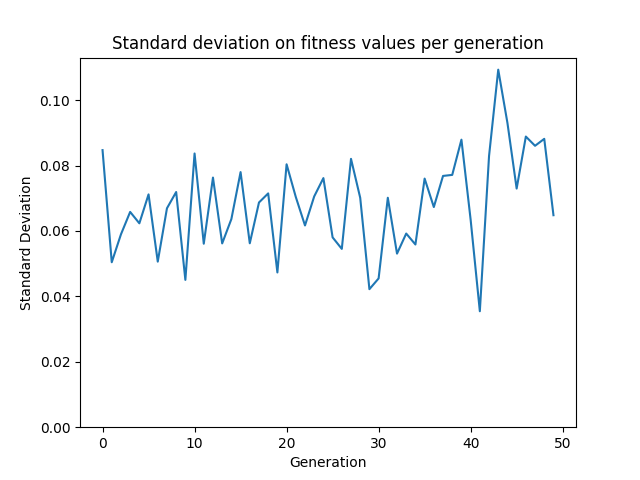 Standard deviation on fitness values per generation
0.10
0.08
0.06
0.04
0.02
0.00
Standard Deviation
0 10 20 30 40 50
Generation